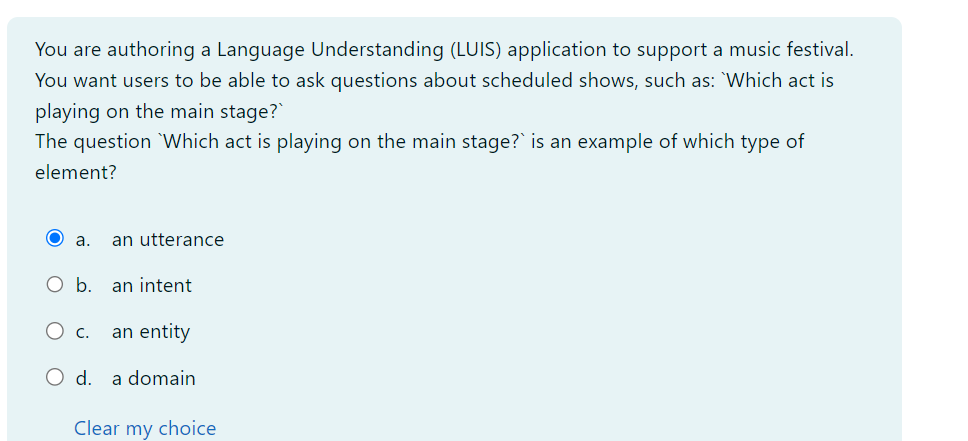 You are authoring a Language Understanding (LUIS) application to support a music festival.
You want users to be able to ask questions about scheduled shows, such as: `Which act is
playing on the main stage?`
The question `Which act is playing on the main stage?` is an example of which type of
element?
a. an utterance
b. an intent
c. an entity
d. a domain
Clear my choice